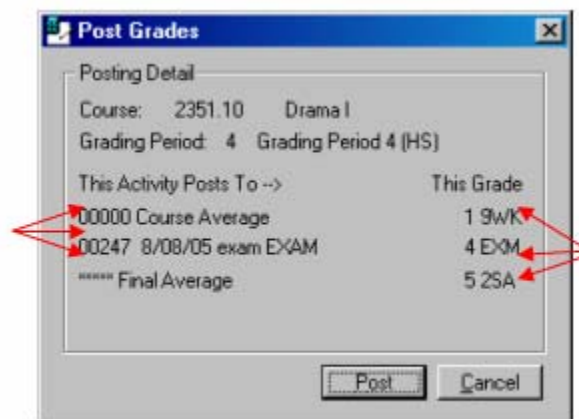 Post Grades
Posting Detail
Course: 2351.10 Drama I
Grading Period: 4 Grading Period 4 (HS)
This Activity Posts To --> This Grade
00000 Course Average 1 9WK
00247 8/08/05 exam EXAM 4 EXM
***** Final Average 5 2SA
Post Cancel